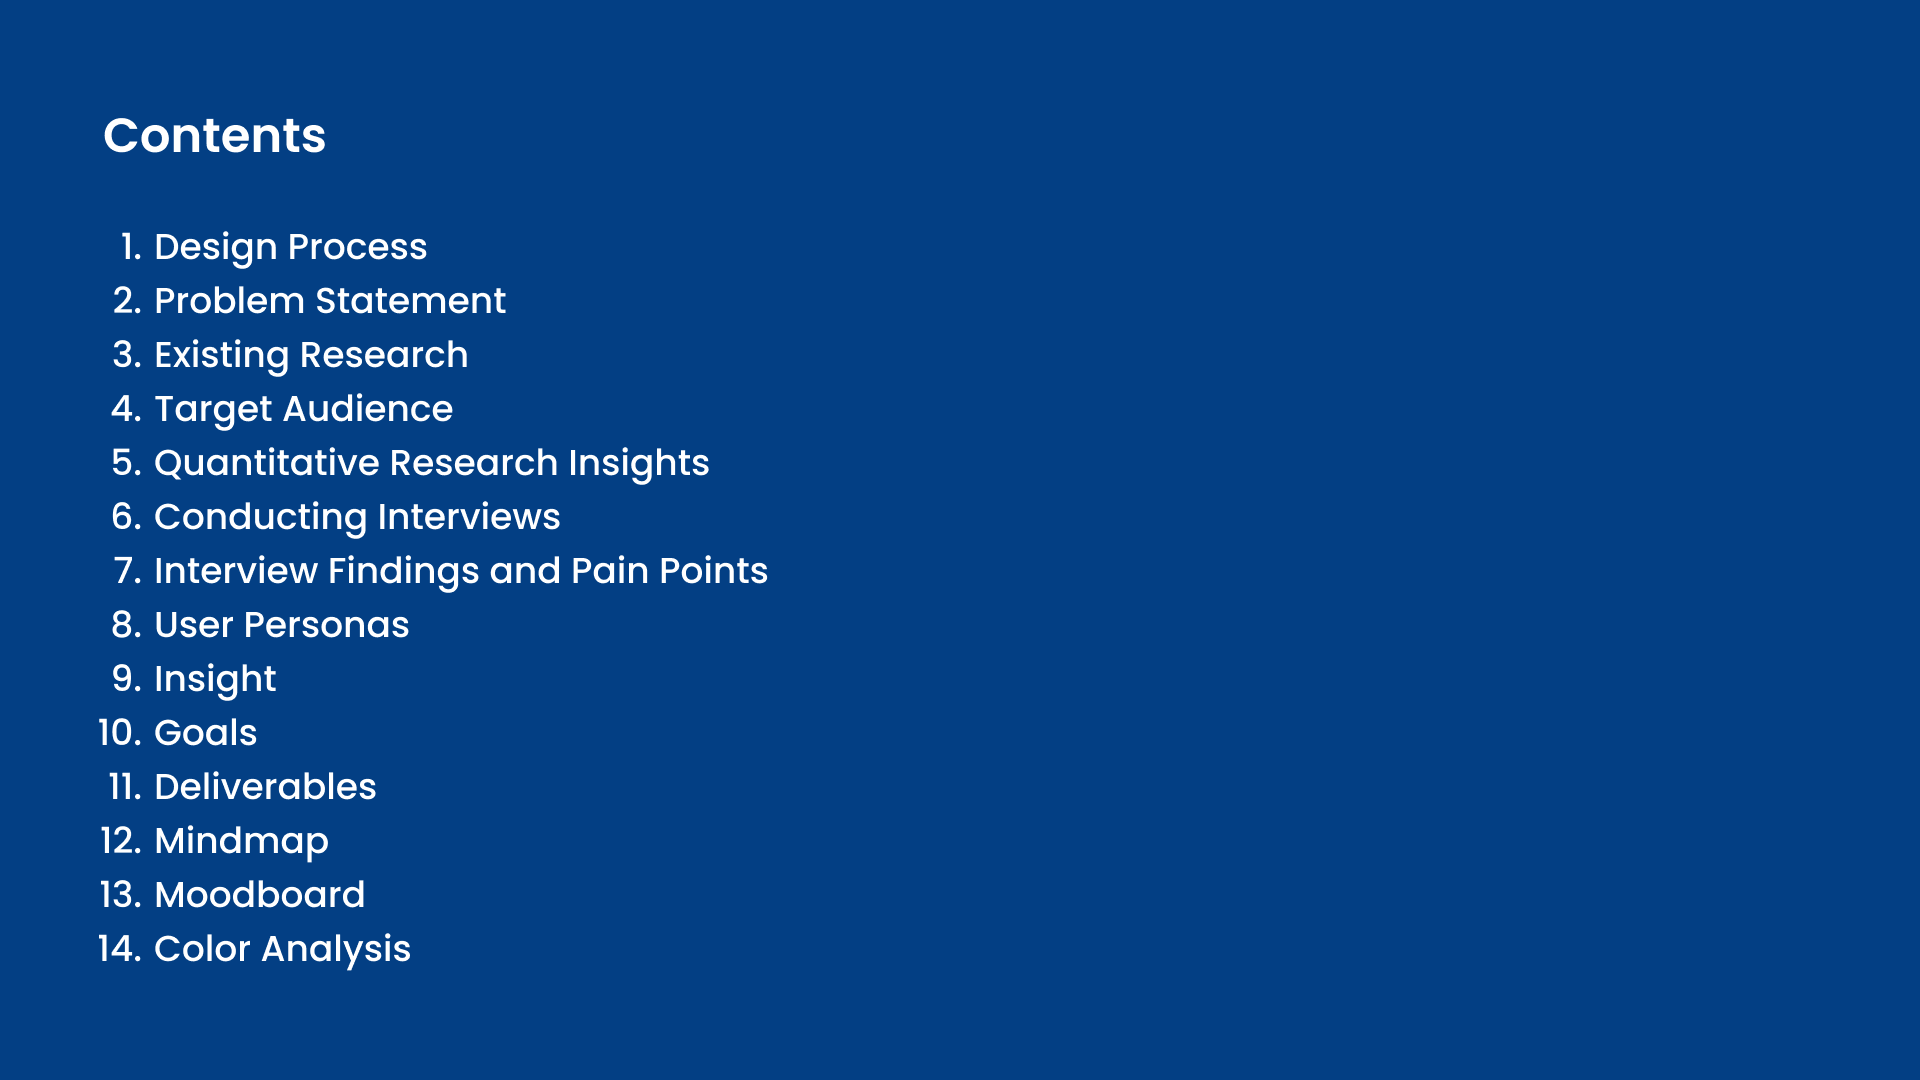 Contents
1. Design Process
2. Problem Statement
3. Existing Research
4. Target Audience
5. Quantitative Research Insights
6. Conducting Interviews
7. Interview Findings and Pain Points
8. User Personas
9. Insight
10. Goals
11. Deliverables
12. Mindmap
13. Moodboard
14. Color Analysis